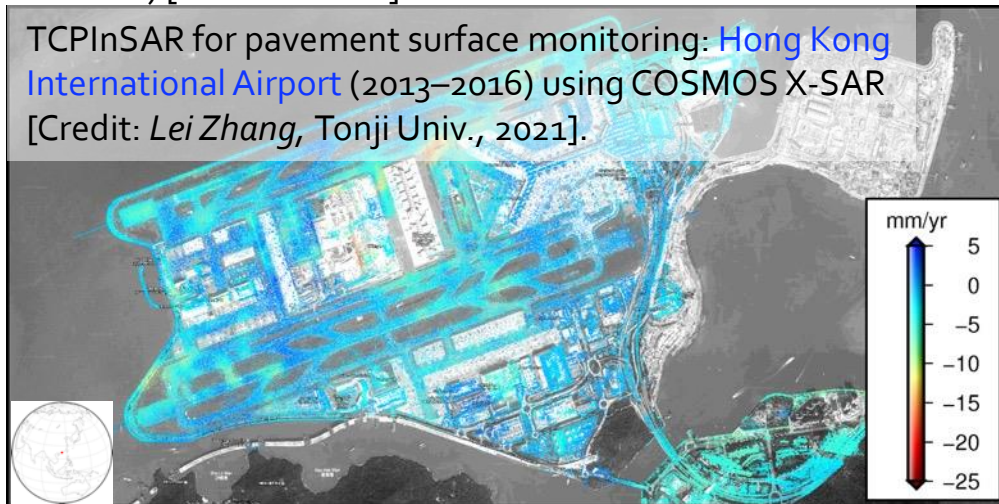 TCPInSAR for pavement surface monitoring: Hong Kong
International Airport (2013–2016) using COSMOS X-SAR
[Credit: Lei Zhang, Tonji Univ., 2021].
mm/yr
5
0
−5
−10
−15
−20
−25